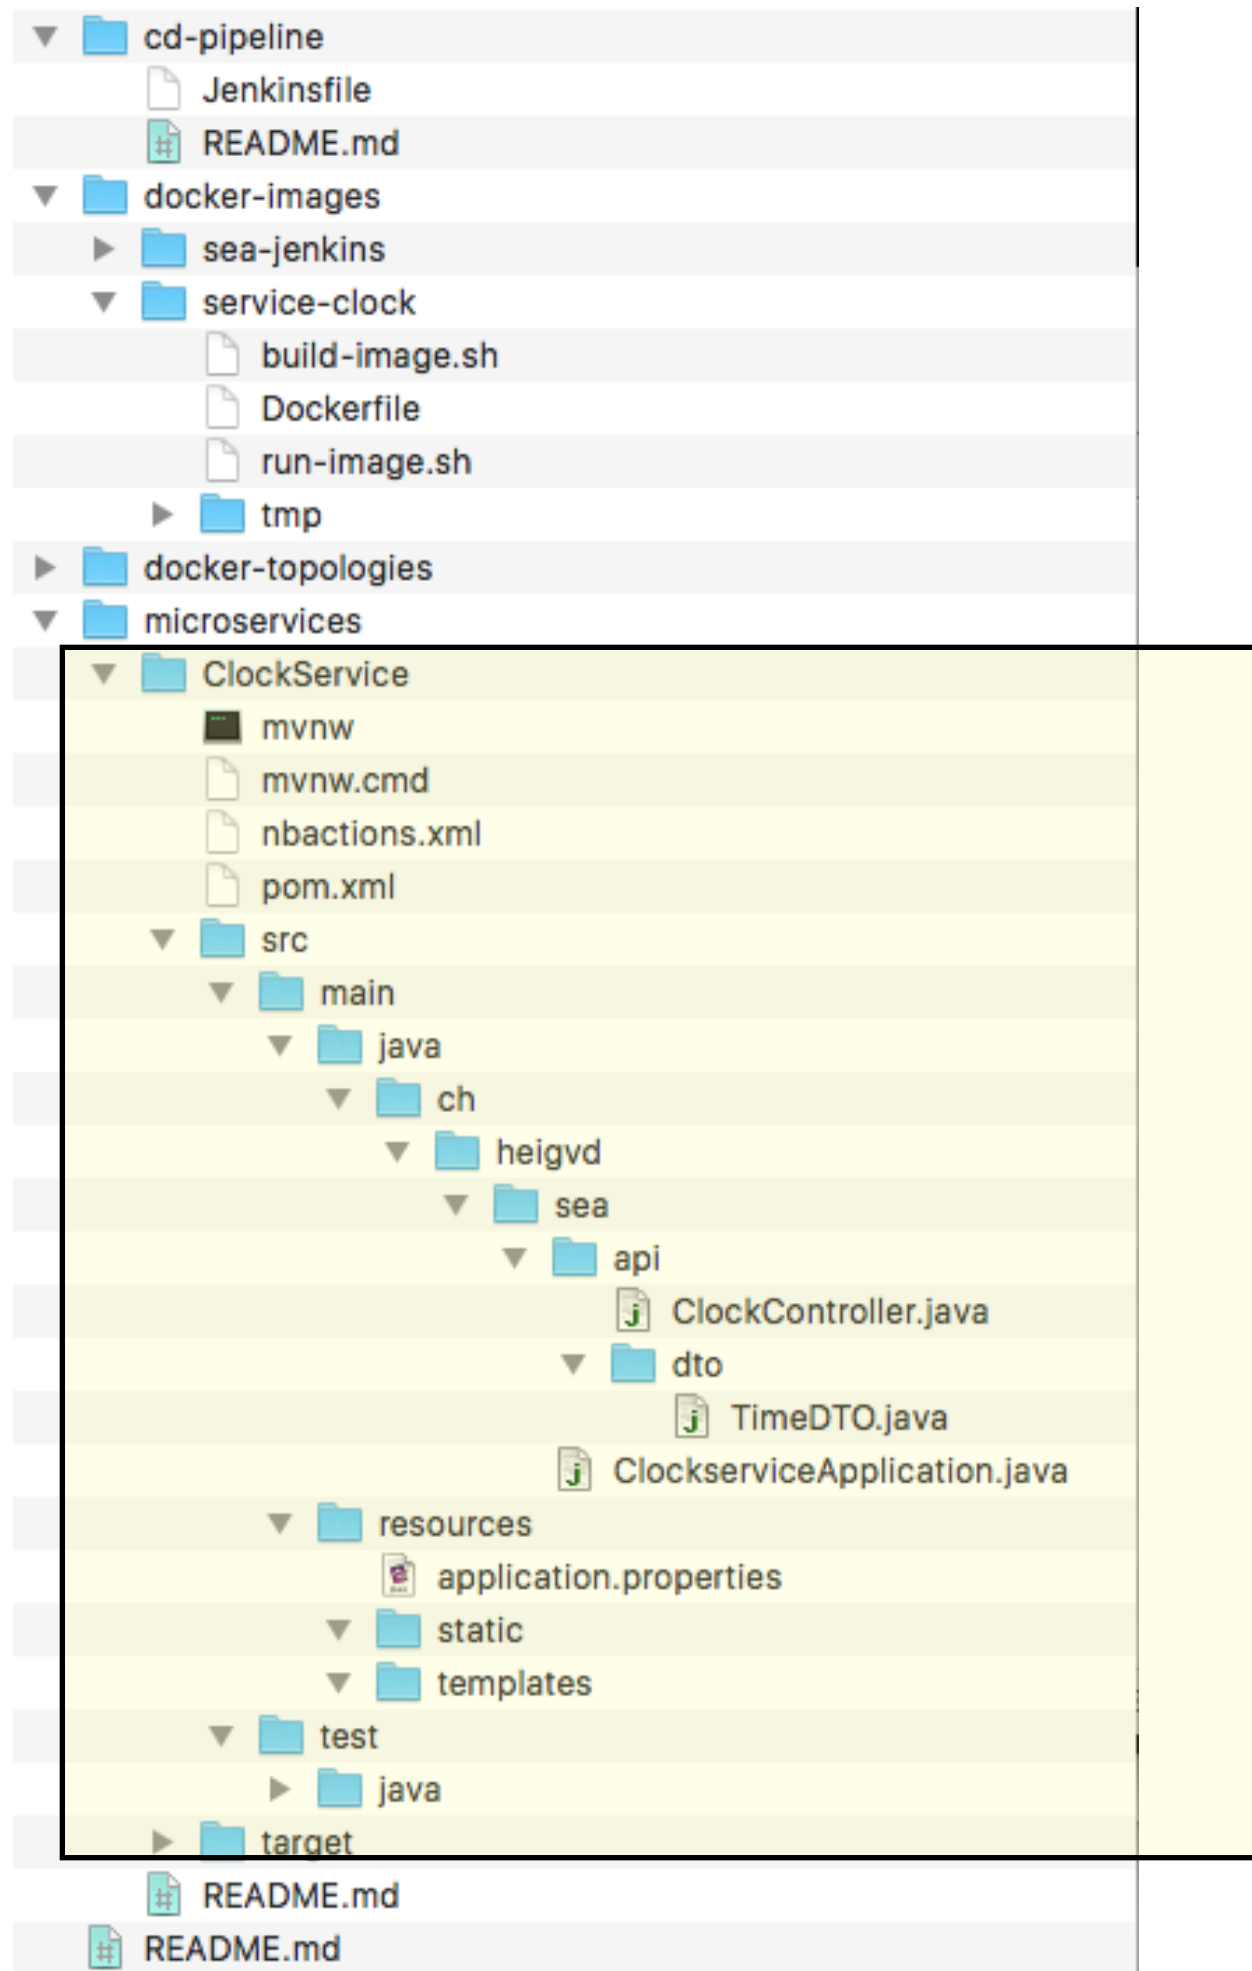 cd-pipeline
Jenkinsfile
README.md
docker-images
sea-jenkins
service-clock
build-image.sh
Dockerfile
run-image.sh
tmp
docker-topologies
microservices
ClockService
mvnw
mvnw.cmd
nbactions.xml
pom.xml
src
main
java
ch
heigvd
sea
api
ClockController.java
dto
TimeDTO.java
ClockserviceApplication.java
resources
application.properties
static
templates
test
java
target
README.md
README.md